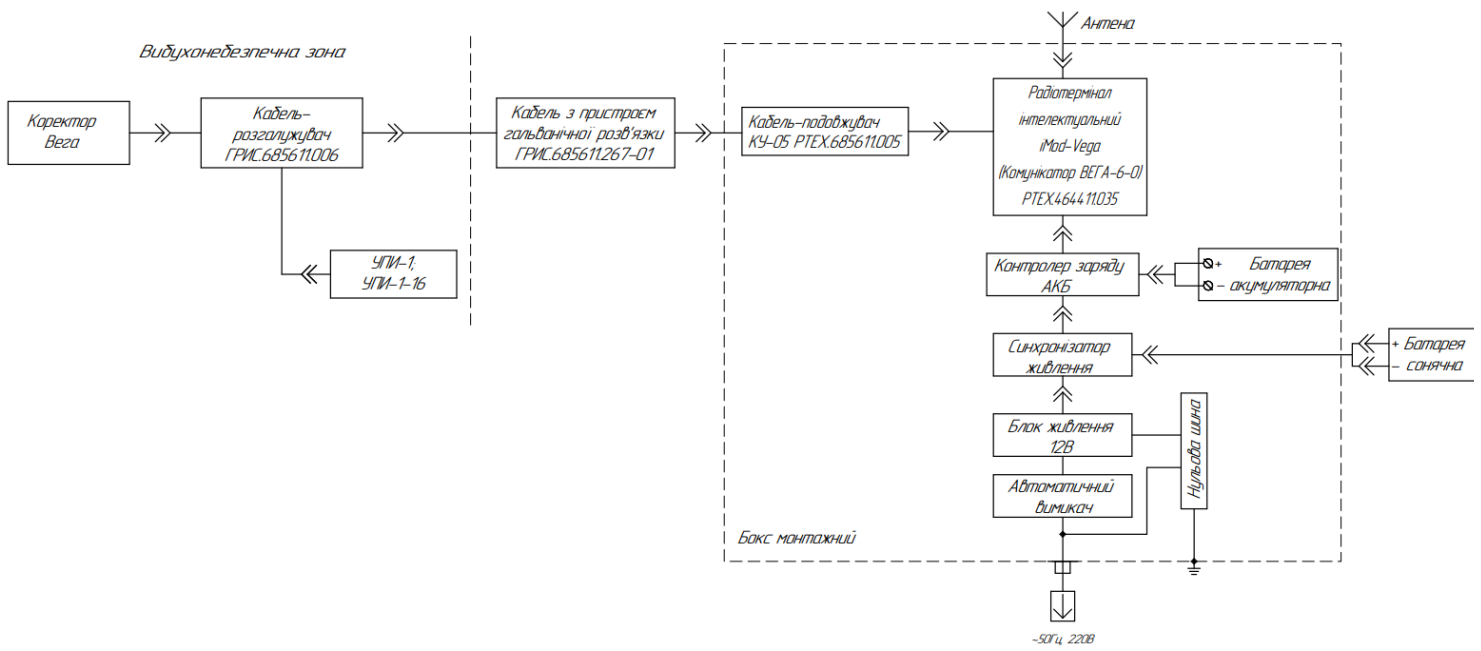 Антена
Вибухонебезпечна зона
Коректор
Вега
Кабель-
розгалужувач
ГРИС.685611.006
Кабель з пристроєм
гальванічної розв'язки
ГРИС.685611.267-01
Кабель-подовжувач
КУ-05 РТЕХ.685611.005
Радіотермінал
інтелектуальний
iMod-Vega
(Комунікатор ВЕГА-6-0)
РТЕХ.464411.035
УПИ-1;
УПИ-1-16
Контролер заряду
АКБ
+ Батарея
- акумуляторна
Синхронізатор
живлення
+ Батарея
- сонячна
Блок живлення
12В
Нульова шина
Автоматичний
вимикач
Бокс монтажний
~50Гц, 220В